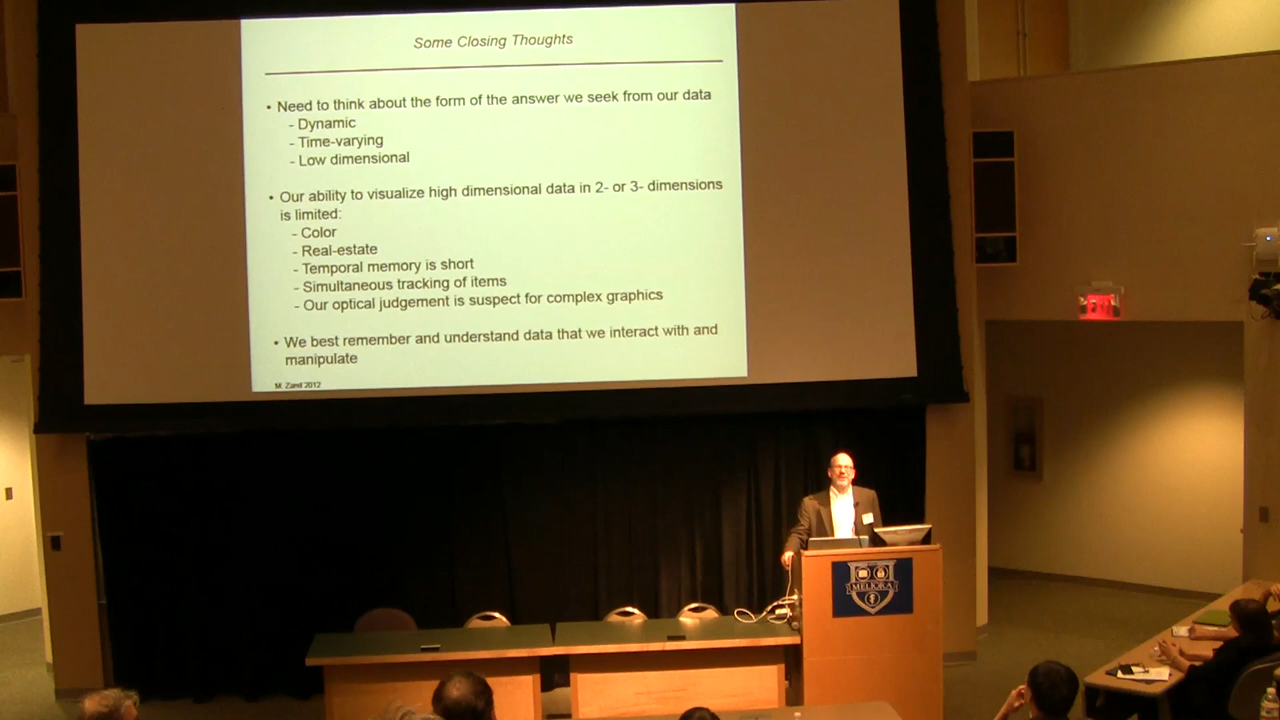 Some Closing Thoughts
• Need to think about the form of the answer we seek from our data
- Dynamic
- Time-varying
- Low dimensional
• Our ability to visualize high dimensional data in 2- or 3- dimensions
is limited:
- Color
- Real-estate
- Temporal memory is short
- Simultaneous tracking of items
- Our optical judgement is suspect for complex graphics
• We best remember and understand data that we interact with and
manipulate
M. Zand 2012
MELIORA